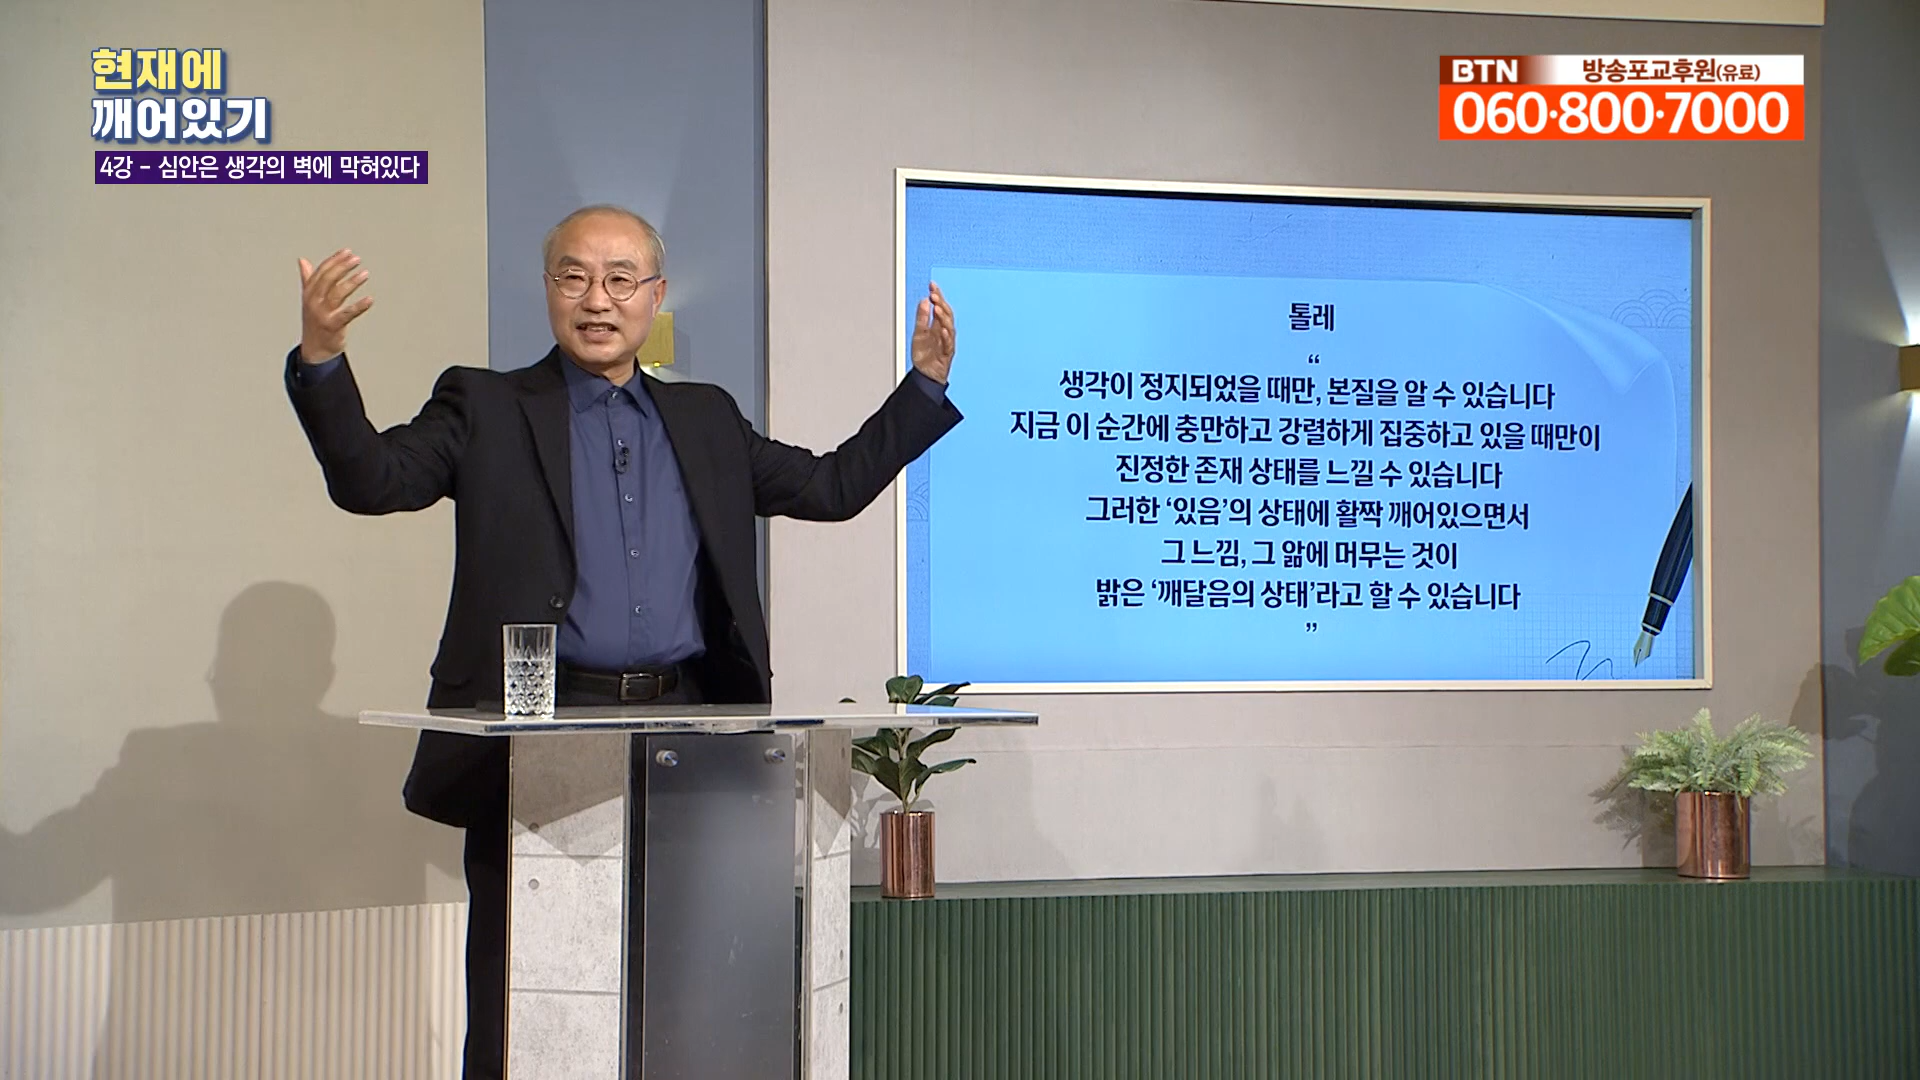 현재에
깨어있기
4강 - 심안은 생각의 벽에 막혀있다
BTN 방송포교후원(유료)
060·800·7000
톨레
“
생각이 정지되었을 때만, 본질을 알 수 있습니다
지금 이 순간에 충만하고 강렬하게 집중하고 있을 때만이
진정한 존재 상태를 느낄 수 있습니다
그러한 ‘있음’의 상태에 활짝 깨어있으면서
그 느낌, 그 앎에 머무는 것이
밝은 ‘깨달음의 상태’라고 할 수 있습니다
”